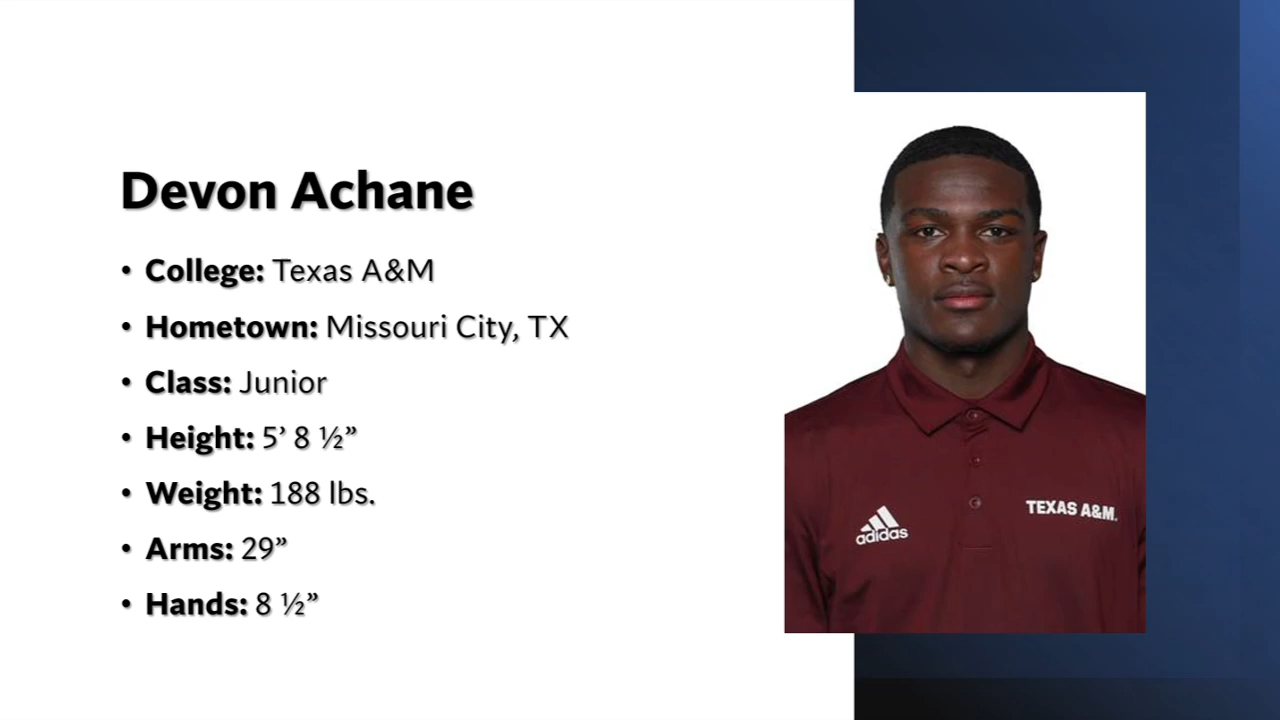 Devon Achane
• College: Texas A&M
• Hometown: Missouri City, TX
• Class: Junior
• Height: 5’ 8 ½”
• Weight: 188 lbs.
• Arms: 29”
• Hands: 8 ½”
adidas
TEXAS A&M